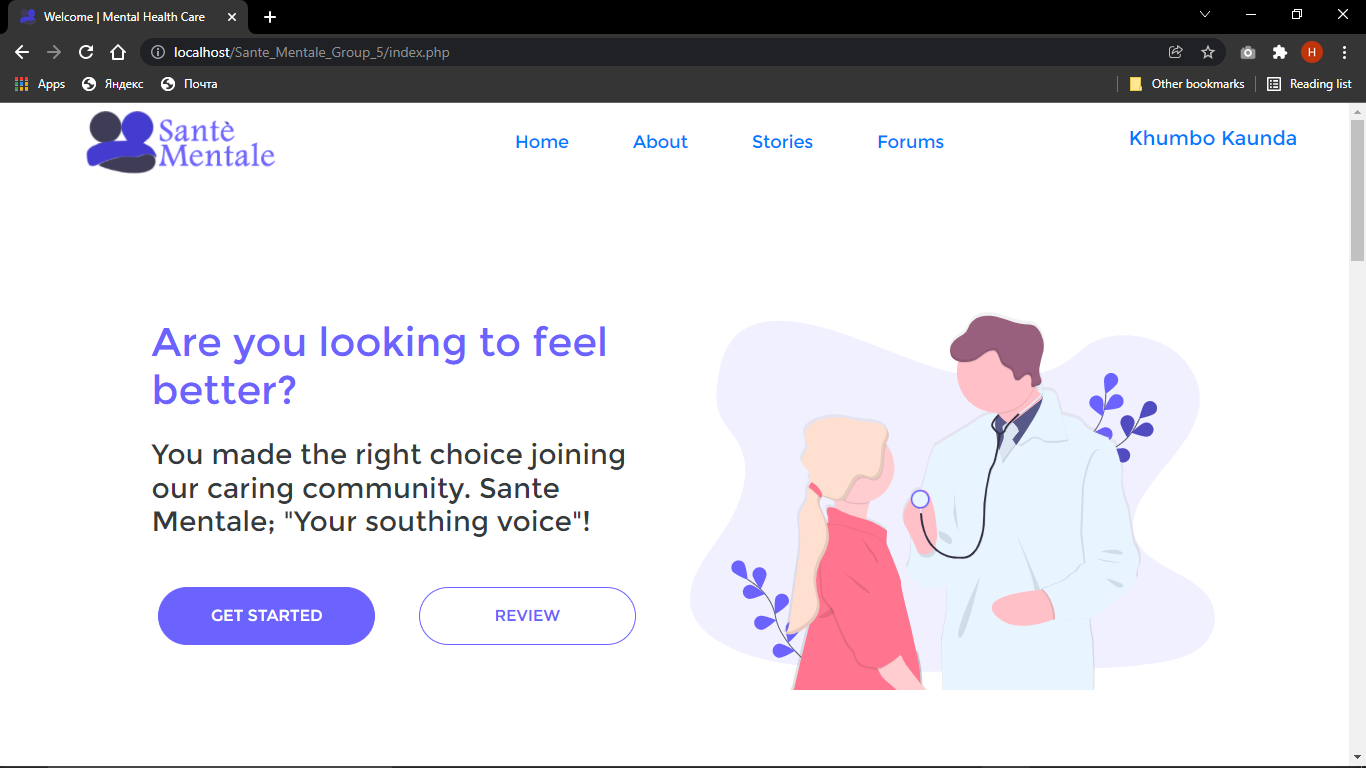 Welcome | Mental Health Care
localhost/Sante_Mentale_Group_5/index.php
H
Apps
Яндекс
Почта
Other bookmarks
Reading list
Santè
Mentale
Home
About
Stories
Forums
Khumbo Kaunda
Are you looking to feel
better?
You made the right choice joining
our caring community. Sante
Mentale; "Your southing voice"!
GET STARTED
REVIEW